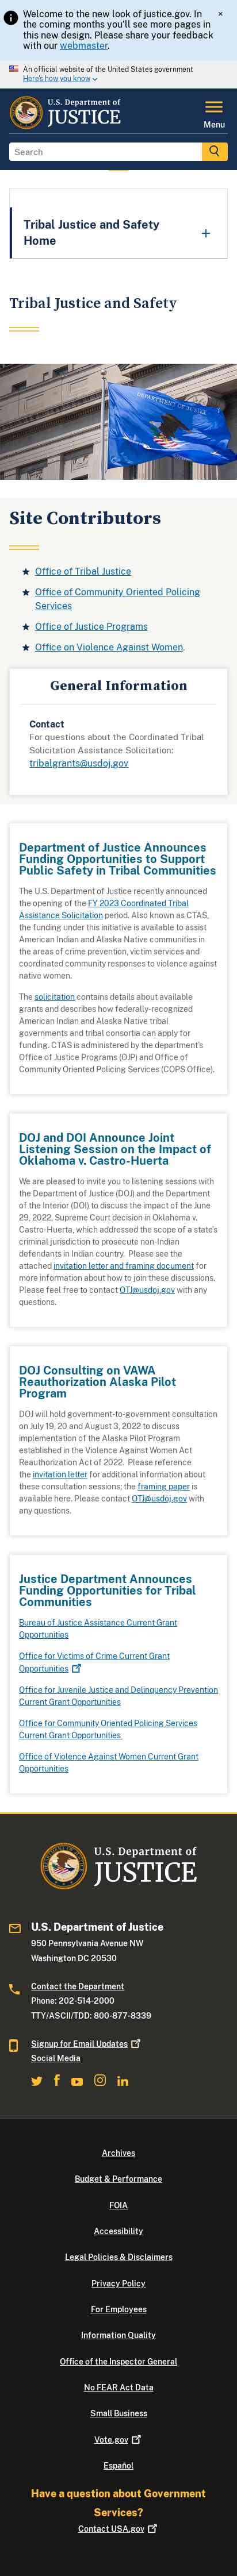 Welcome to the new look of justice.gov. In
the coming months you'll see more pages in
this new design. Please share your feedback
with our webmaster.
×
An official website of the United States government
Here's how you know
U.S. Department of
JUSTICE
Menu
Search
Tribal Justice and Safety
Home
Tribal Justice and Safety
Site Contributors
Office of Tribal Justice
Office of Community Oriented Policing
Services
Office of Justice Programs
Office on Violence Against Women.
General Information
Contact
For questions about the Coordinated Tribal
Solicitation Assistance Solicitation:
tribalgrants@usdoj.gov
Department of Justice Announces
Funding Opportunities to Support
Public Safety in Tribal Communities
The U.S. Department of Justice recently announced
the opening of the FY 2023 Coordinated Tribal
Assistance Solicitation period. Also known as CTAS,
the funding under this initiative is available to assist
American Indian and Alaska Native communities in
the areas of crime prevention, victim services and
coordinated community responses to violence against
native women.
The solicitation contains details about available
grants and describes how federally-recognized
American Indian and Alaska Native tribal
governments and tribal consortia can apply for
funding. CTAS is administered by the department's
Office of Justice Programs (OJP) and Office of
Community Oriented Policing Services (COPS Office).
DOJ and DOI Announce Joint
Listening Session on the Impact of
Oklahoma v. Castro-Huerta
We are pleased to invite you to listening sessions with
the Department of Justice (DOJ) and the Department
of the Interior (DOI) to discuss the impact of the June
29, 2022, Supreme Court decision in Oklahoma v.
Castro-Huerta, which addressed the issue of a state's
criminal jurisdiction to prosecute non-Indian
defendants in Indian country. Please see the
attached invitation letter and framing document for
more information about how to join these discussions.
Please feel free to contact OTJ@usdoj.gov with any
questions.
DOJ Consulting on VAWA
Reauthorization Alaska Pilot
Program
DOJ will hold government-to-government consultation
on July 19, 20 and August 3, 2022 to discuss
implementation of the Alaska Pilot Program
established in the Violence Against Women Act
Reauthorization Act of 2022. Please reference
the invitation letter for additional information about
these consultation sessions; the framing paper is
available here. Please contact OTJ@usdoj.gov with
any questions.
Justice Department Announces
Funding Opportunities for Tribal
Communities
Bureau of Justice Assistance Current Grant
Opportunities
Office for Victims of Crime Current Grant
Opportunities
Office for Juvenile Justice and Delinquency Prevention
Current Grant Opportunities
Office for Community Oriented Policing Services
Current Grant Opportunities
Office of Violence Against Women Current Grant
Opportunities
U.S. Department of
JUSTICE
U.S. Department of Justice
950 Pennsylvania Avenue NW
Washington DC 20530
Contact the Department
Phone: 202-514-2000
TTY/ASCII/TDD: 800-877-8339
Signup for Email Updates
Social Media
Archives
Budget & Performance
FOIA
Accessibility
Legal Policies & Disclaimers
Privacy Policy
For Employees
Information Quality
Office of the Inspector General
No FEAR Act Data
Small Business
Vote.gov
Español
Have a question about Government
Services?
Contact USA.gov